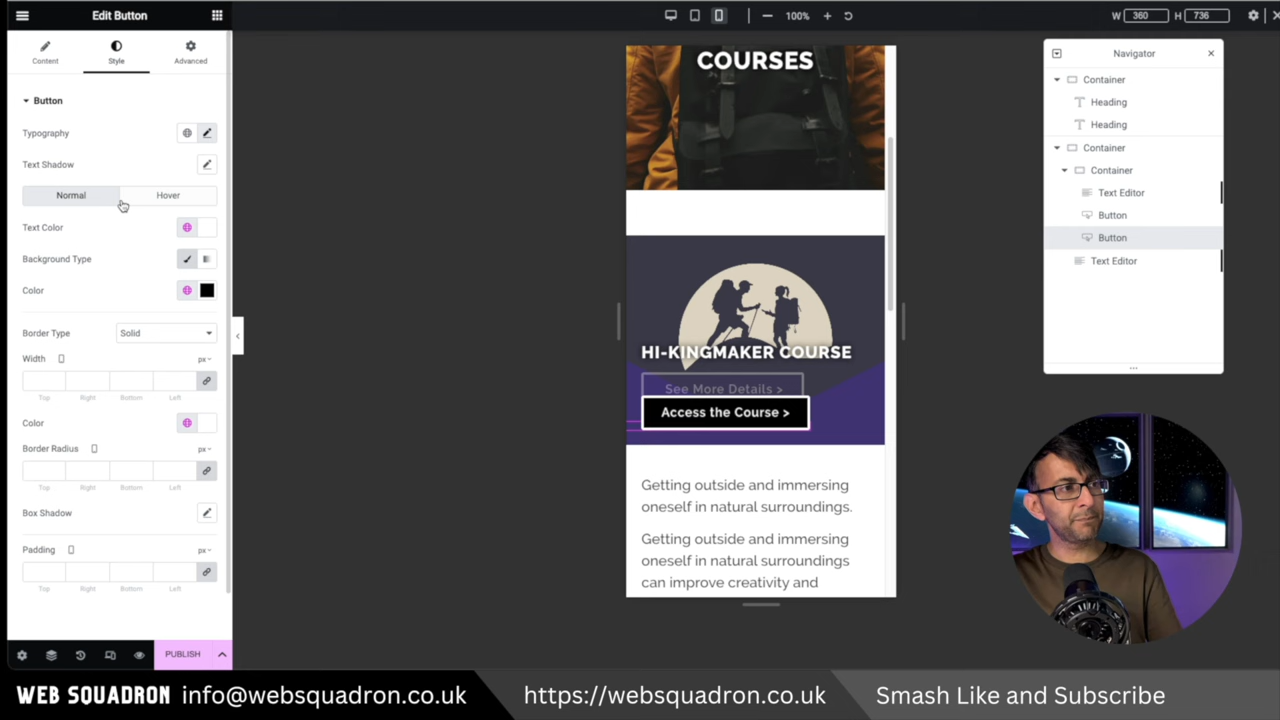 Edit Button
100%
W 360 H 736
Content Style Advanced
Button
Typography
Text Shadow
Normal Hover
Text Color
Background Type
Color
Border Type Solid
Width px
Top Right Bottom Left
Color
Border Radius px
Top Right Bottom Left
Box Shadow
Padding px
Top Right Bottom Left
PUBLISH
COURSES
HI-KINGMAKER COURSE
See More Details >
Access the Course >
Getting outside and immersing
oneself in natural surroundings.
Getting outside and immersing
oneself in natural surroundings
can improve creativity and
Navigator
Container
Heading
Heading
Container
Container
Text Editor
Button
Button
Text Editor
WEB SQUADRON info@websquadron.co.uk https://websquadron.co.uk Smash Like and Subscribe